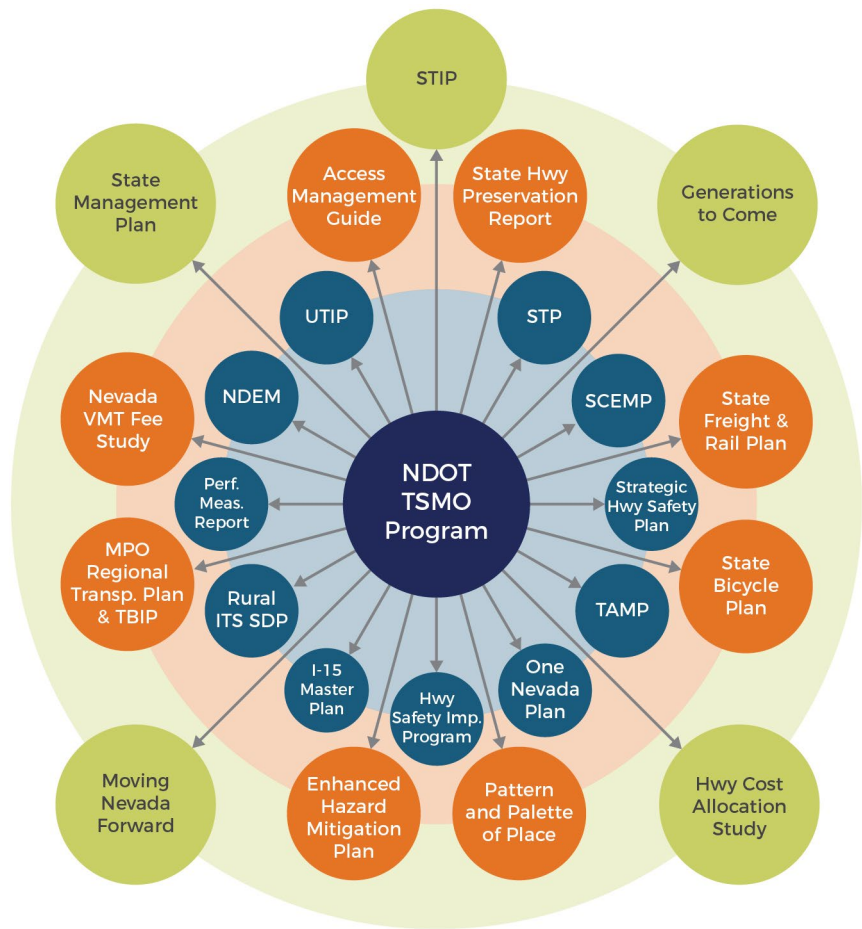 STIP
State
Management
Plan
Access
Management
Guide
State Hwy
Preservation
Report
Generations
to Come
UTIP
STP
Nevada
VMT Fee
Study
NDEM
SCEMP
State
Freight &
Rail Plan
Perf.
Meas.
Report
NDOT
TSMO
Program
Strategic
Hwy Safety
Plan
MPO
Regional
Transp. Plan
& TBIP
Rural
ITS SDP
TAMP
State
Bicycle
Plan
I-15
Master
Plan
Hwy
Safety Imp.
Program
One
Nevada
Plan
Moving
Nevada
Forward
Enhanced
Hazard
Mitigation
Plan
Pattern
and Palette
of Place
Hwy Cost
Allocation
Study